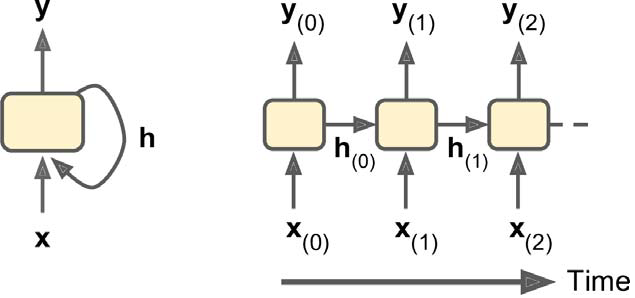 y
h
x
y(0) y(1) y(2)
h(0) h(1)
x(0) x(1) x(2)
Time